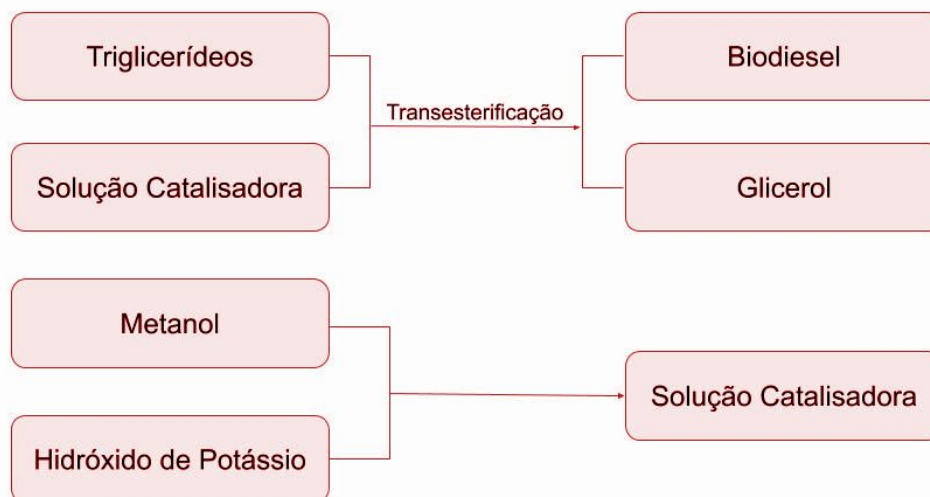 Triglicerídeos
Biodiesel
Transesterificação
Solução Catalisadora
Glicerol
Metanol
Solução Catalisadora
Hidróxido de Potássio